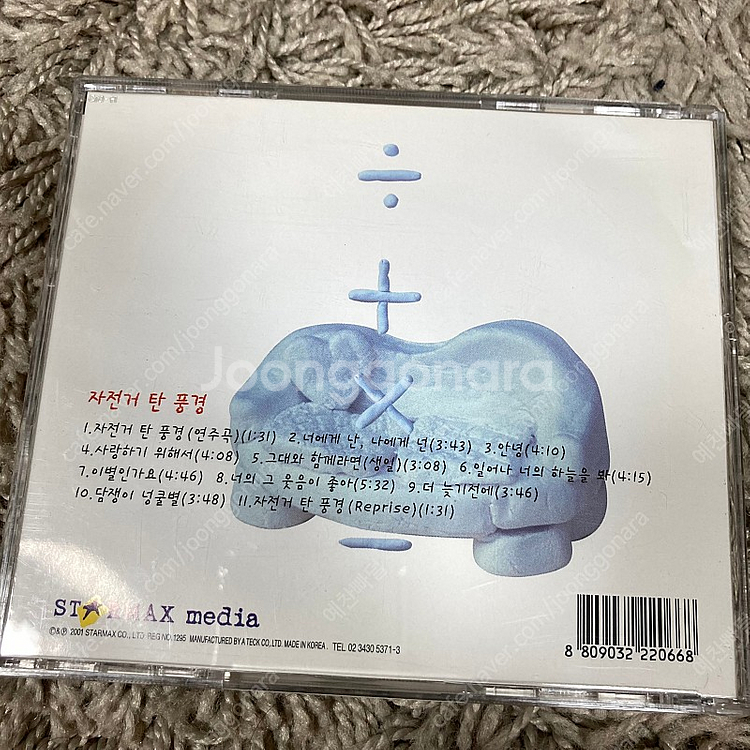 ÷
+
×
자전거 탄 풍경
1.자전거 탄 풍경(연주곡)(1:31) 2.너에게 난, 나에게 넌(3:43) 3.안녕(4:10)
4.사랑하기 위해서(4:08) 5.그대와 함께라면(생일)(3:08) 6.일어나 너의 하늘을 봐(4:15)
7.이별인가요(4:46) 8.너의 그 웃음이 좋아(5:32) 9.더 늦기전에(3:46)
10.담쟁이 넝쿨별(3:48) 11.자전거 탄 풍경(Reprise)(1:31)
−
STARMAX media
©&℗ 2001 STARMAX CO., LTD. REG NO.1295 MANUFACTURED BY A TECK CO,.LTD. MADE IN KOREA. TEL 02 3430 5371-3
8 809032 220668
Joonggonara
cafe.naver.com/joonggonara